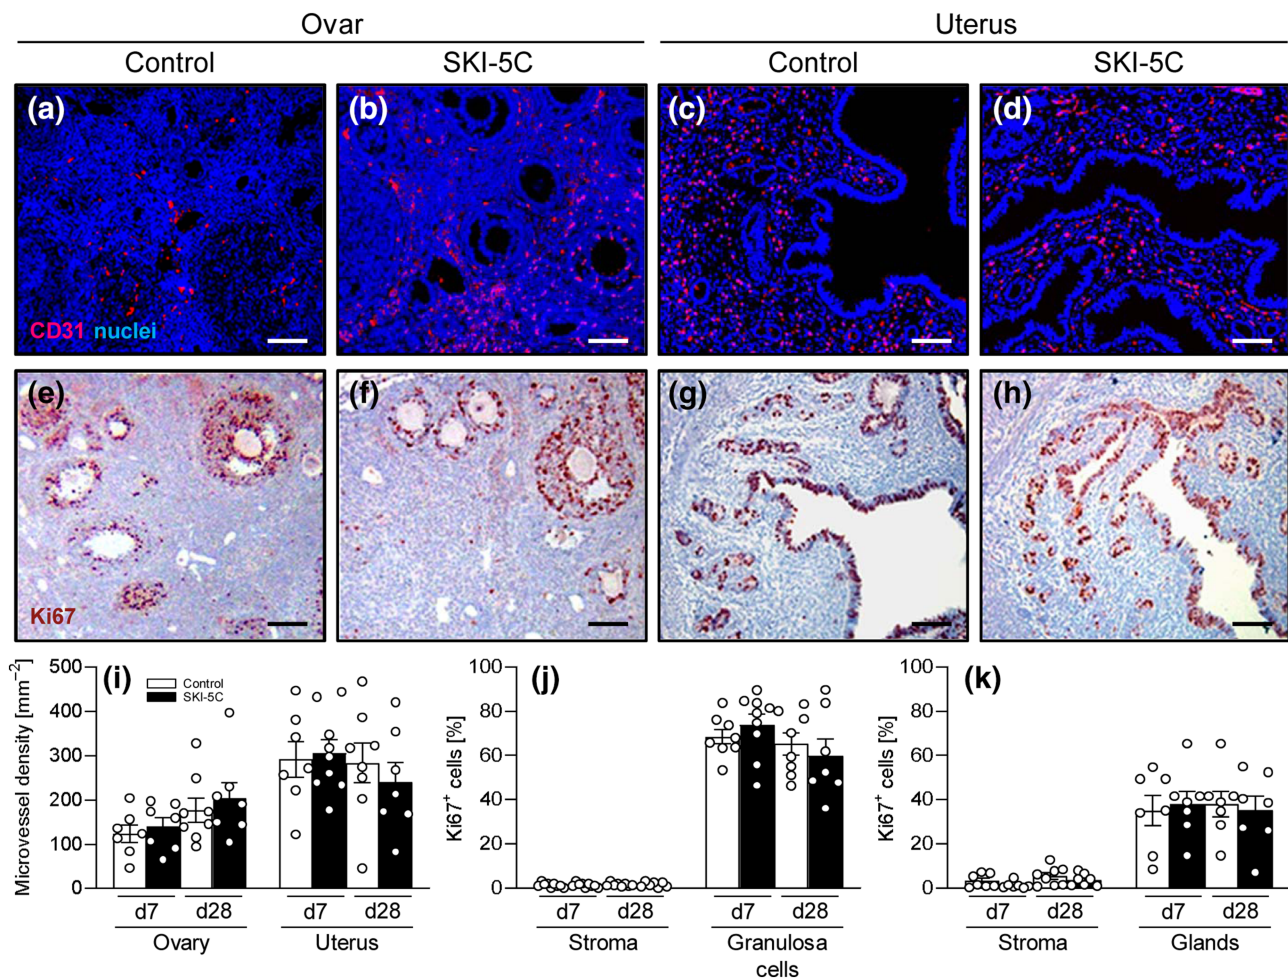 Ovar Uterus
Control SKI-5C Control SKI-5C
(a) (b) (c) (d)
CD31 nuclei
(e) (f) (g) (h)
Ki67
(i) (j) (k)
Microvessel density [mm⁻²]
500
400
300
200
100
0
Control
SKI-5C
d7 d28 d7 d28
Ovary Uterus
Ki67⁺ cells [%]
100
80
60
40
20
0
d7 d28 d7 d28
Stroma Granulosa
cells
Ki67⁺ cells [%]
100
80
60
40
20
0
d7 d28 d7 d28
Stroma Glands